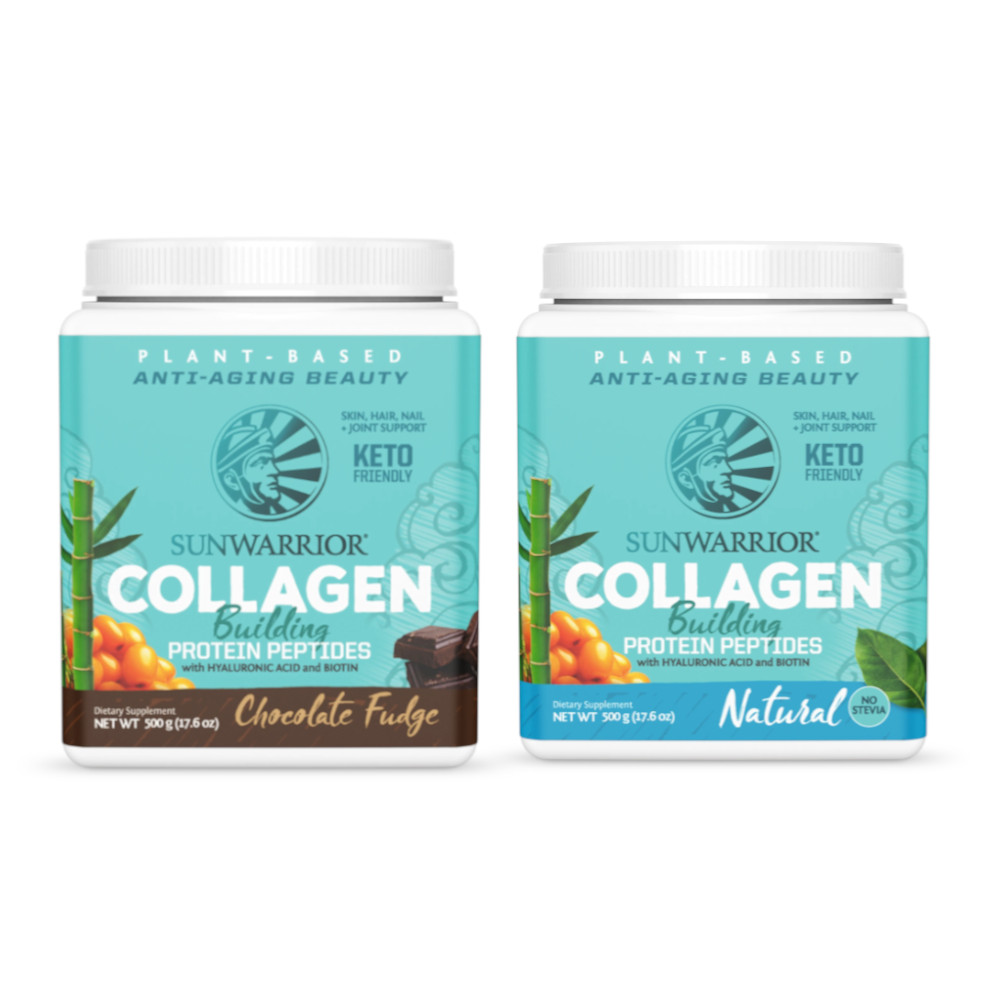 PLANT-BASED
ANTI-AGING BEAUTY
SKIN, HAIR, NAIL
+ JOINT SUPPORT
KETO
FRIENDLY
SUNWARRIOR®
COLLAGEN
Building
PROTEIN PEPTIDES
with HYALURONIC ACID and BIOTIN
Dietary Supplement
NET WT 500 g (17.6 oz)
Chocolate Fudge
PLANT-BASED
ANTI-AGING BEAUTY
SKIN, HAIR, NAIL
+ JOINT SUPPORT
KETO
FRIENDLY
SUNWARRIOR®
COLLAGEN
Building
PROTEIN PEPTIDES
with HYALURONIC ACID and BIOTIN
Dietary Supplement
NET WT 500 g (17.6 oz)
Natural
NO
STEVIA